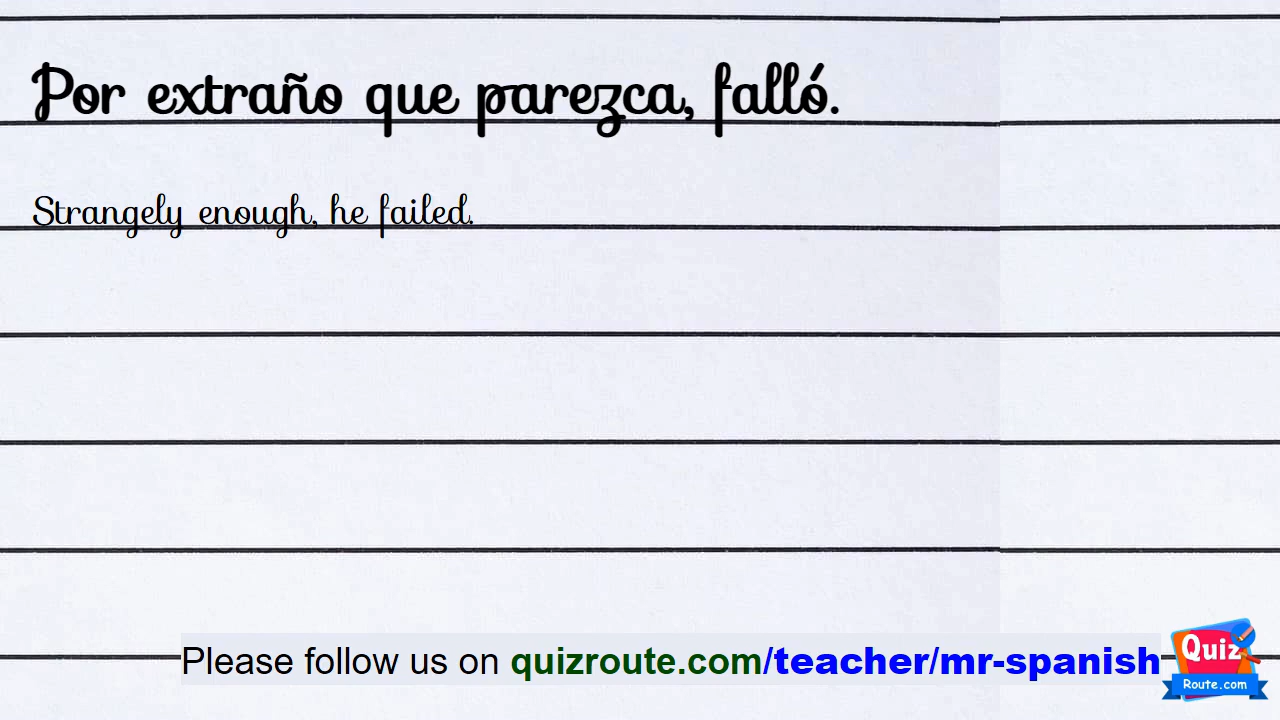 Por extraño que parezca, falló.
Strangely enough, he failed.
Please follow us on quizroute.com/teacher/mr-spanish
Quiz
Route.com